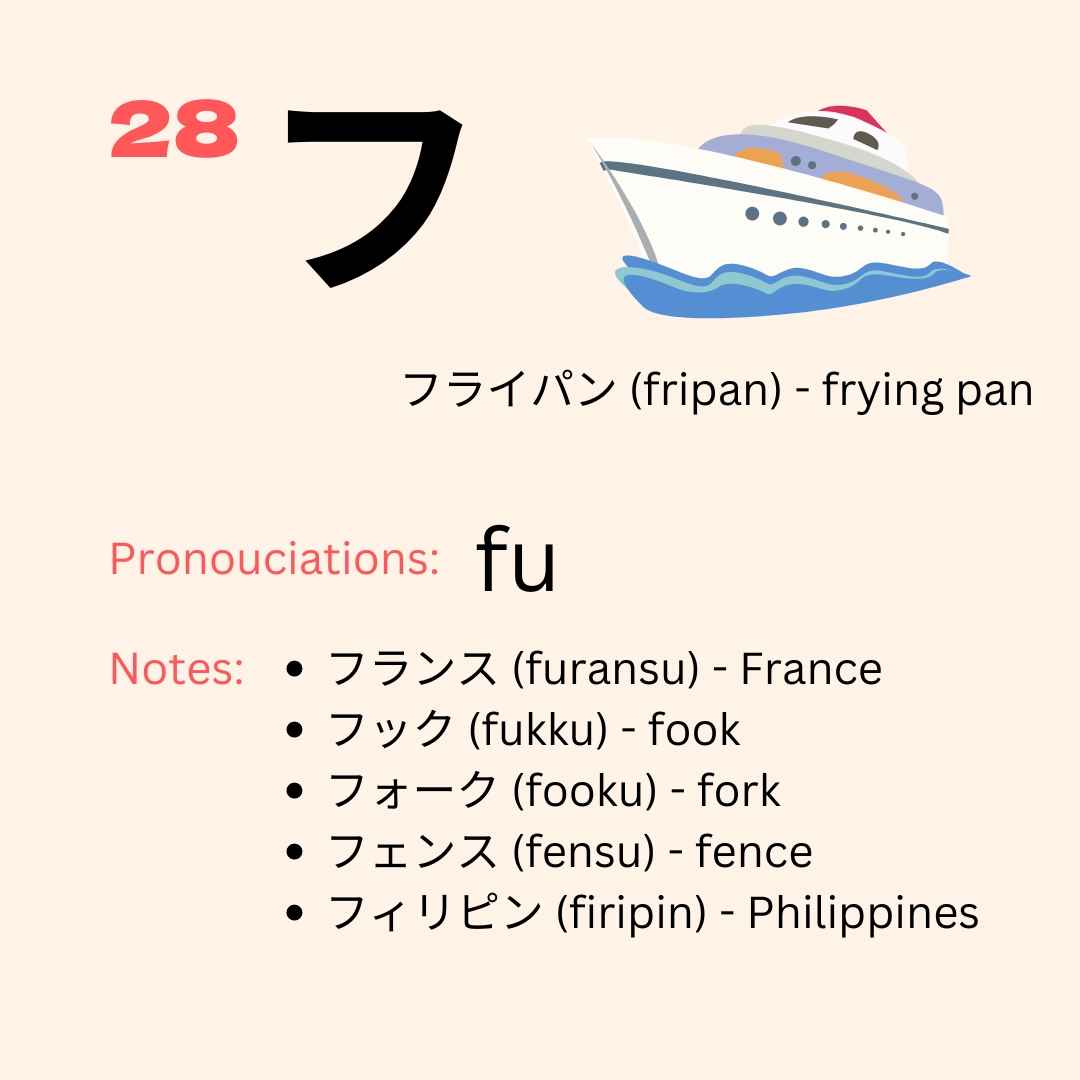 28 フ
フライパン (fripan) - frying pan
Pronouciations: fu
Notes: • フランス (furansu) - France
• フック (fukku) - fook
• フォーク (fooku) - fork
• フェンス (fensu) - fence
• フィリピン (firipin) - Philippines